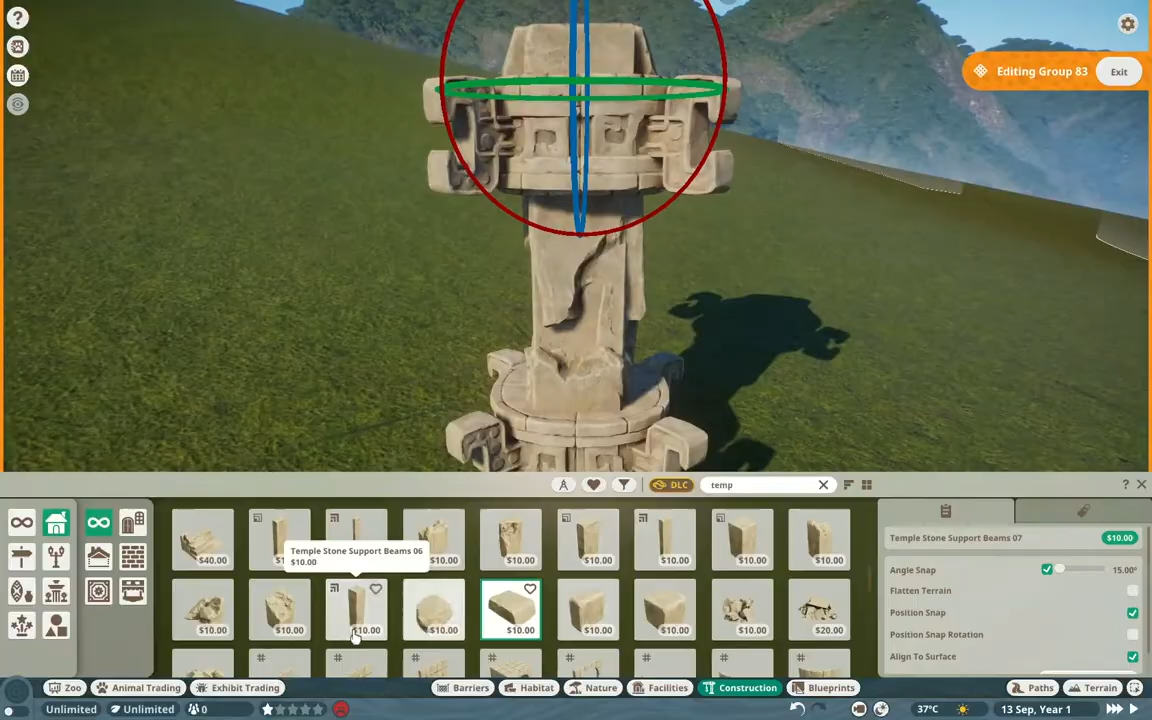 ?
Editing Group 83
Exit
DLC
temp
?
Temple Stone Support Beams 06
$10.00
$40.00
$10.00
$10.00
$10.00
$10.00
$10.00
$10.00
$10.00
$10.00
$10.00
$10.00
$10.00
$10.00
$10.00
$10.00
$20.00
Temple Stone Support Beams 07
$10.00
Angle Snap
15.00°
Flatten Terrain
Position Snap
Position Snap Rotation
Align To Surface
Zoo
Animal Trading
Exhibit Trading
Barriers
Habitat
Nature
Facilities
Construction
Blueprints
Paths
Terrain
Unlimited
Unlimited
0
37°C
13 Sep, Year 1